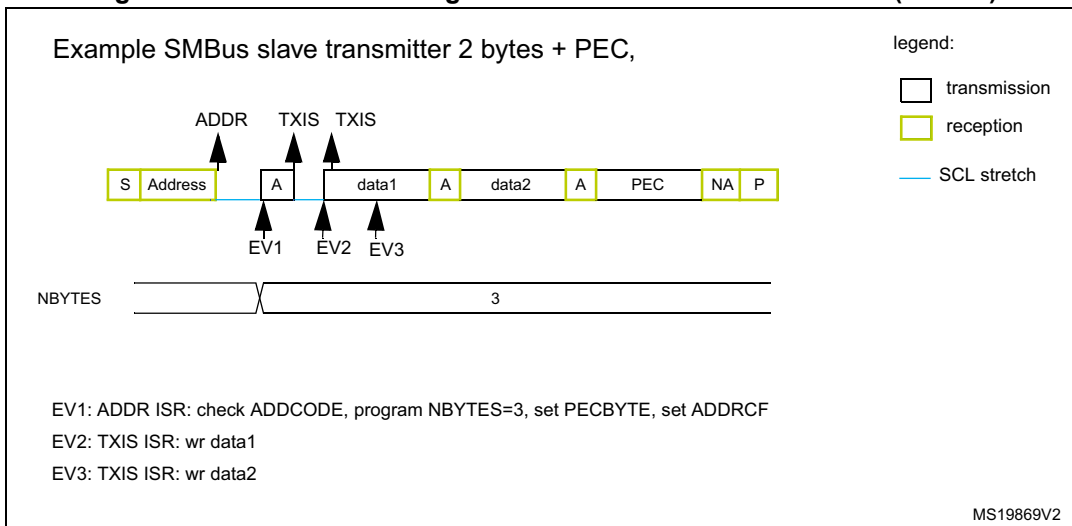 Example SMBus slave transmitter 2 bytes + PEC,
legend:
transmission
reception
SCL stretch
ADDR TXIS TXIS
S Address A data1 A data2 A PEC NA P
EV1 EV2 EV3
NBYTES 3
EV1: ADDR ISR: check ADDCODE, program NBYTES=3, set PECBYTE, set ADDRCF
EV2: TXIS ISR: wr data1
EV3: TXIS ISR: wr data2
MS19869V2